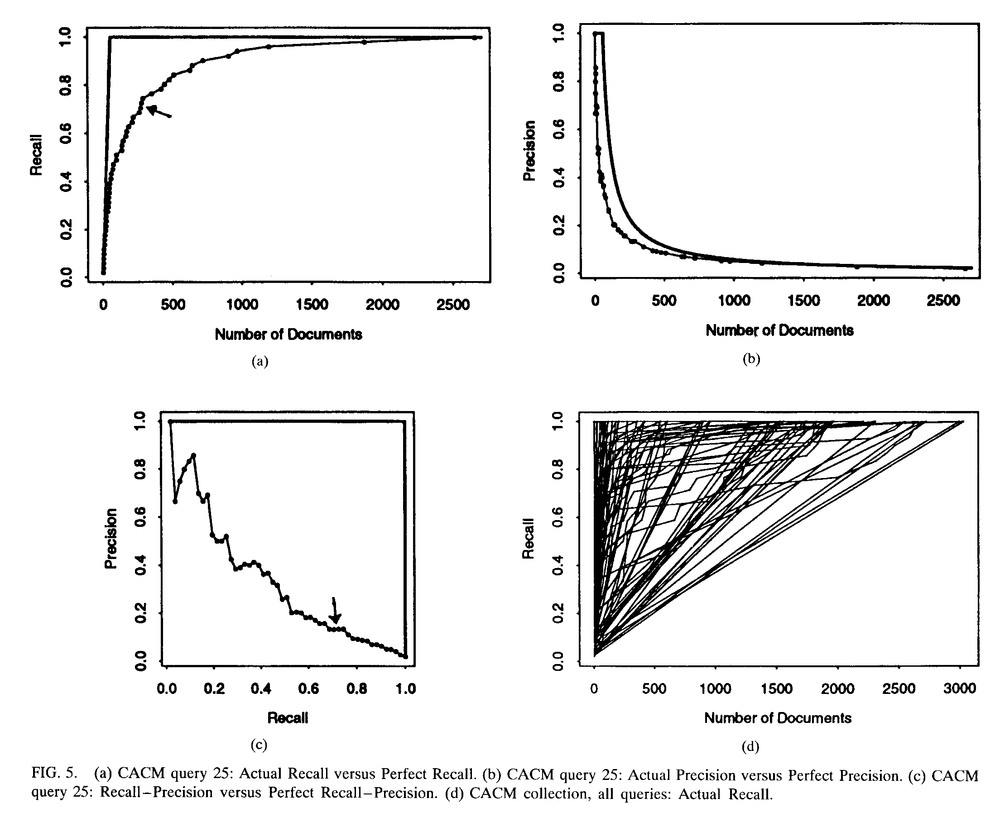 1.0
0.8
0.6
0.4
0.2
0.0
Recall
0 500 1000 1500 2000 2500
Number of Documents
(a)
1.0
0.8
0.6
0.4
0.2
0.0
Precision
0 500 1000 1500 2000 2500
Number of Documents
(b)
1.0
0.8
0.6
0.4
0.2
0.0
Precision
0.0 0.2 0.4 0.6 0.8 1.0
Recall
(c)
1.0
0.8
0.6
0.4
0.2
0.0
Recall
0 500 1000 1500 2000 2500 3000
Number of Documents
(d)
FIG. 5. (a) CACM query 25: Actual Recall versus Perfect Recall. (b) CACM query 25: Actual Precision versus Perfect Precision. (c) CACM
query 25: Recall–Precision versus Perfect Recall–Precision. (d) CACM collection, all queries: Actual Recall.